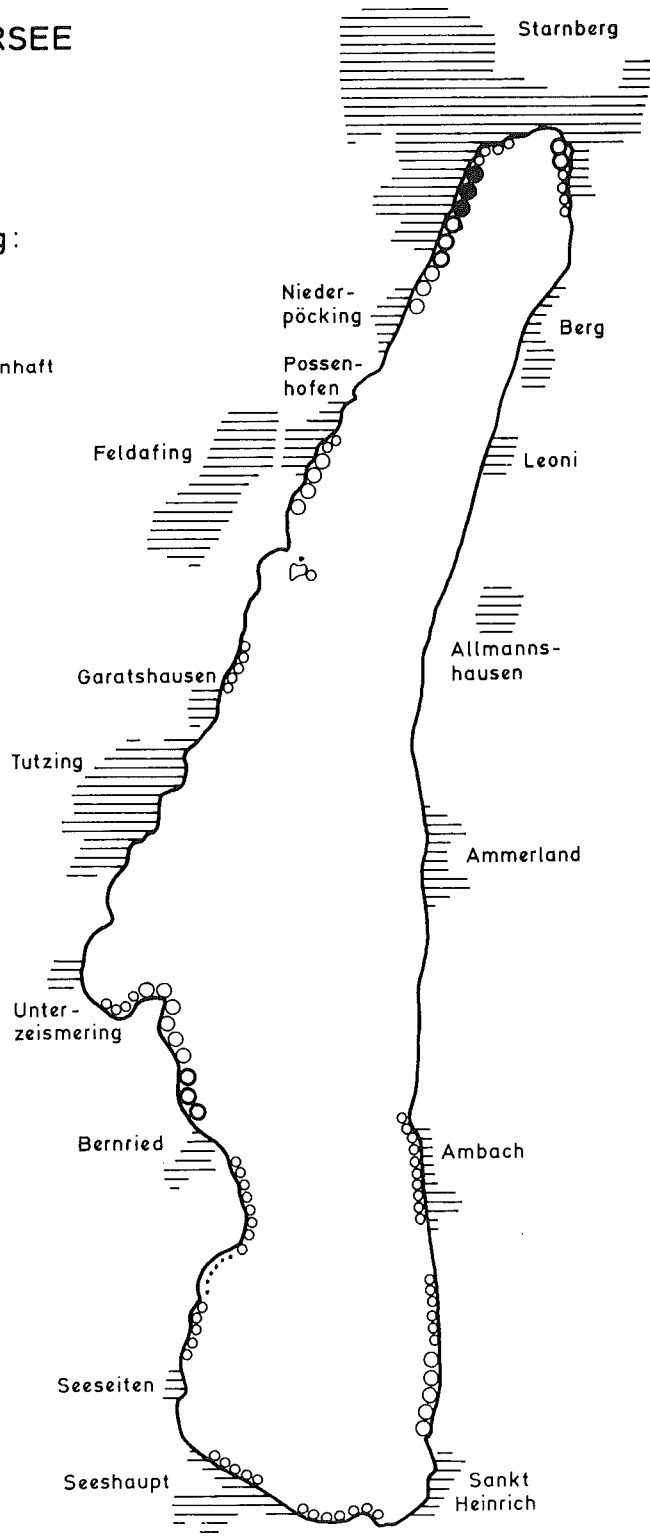 RSEE
Starnberg
g:
Nieder-
pöcking
Berg
nhaft
Possen-
hofen
Feldafing
Leoni
Allmanns-
hausen
Garatshausen
Tutzing
Ammerland
Unter-
zeismering
Bernried
Ambach
Seeseiten
Seeshaupt
Sankt
Heinrich